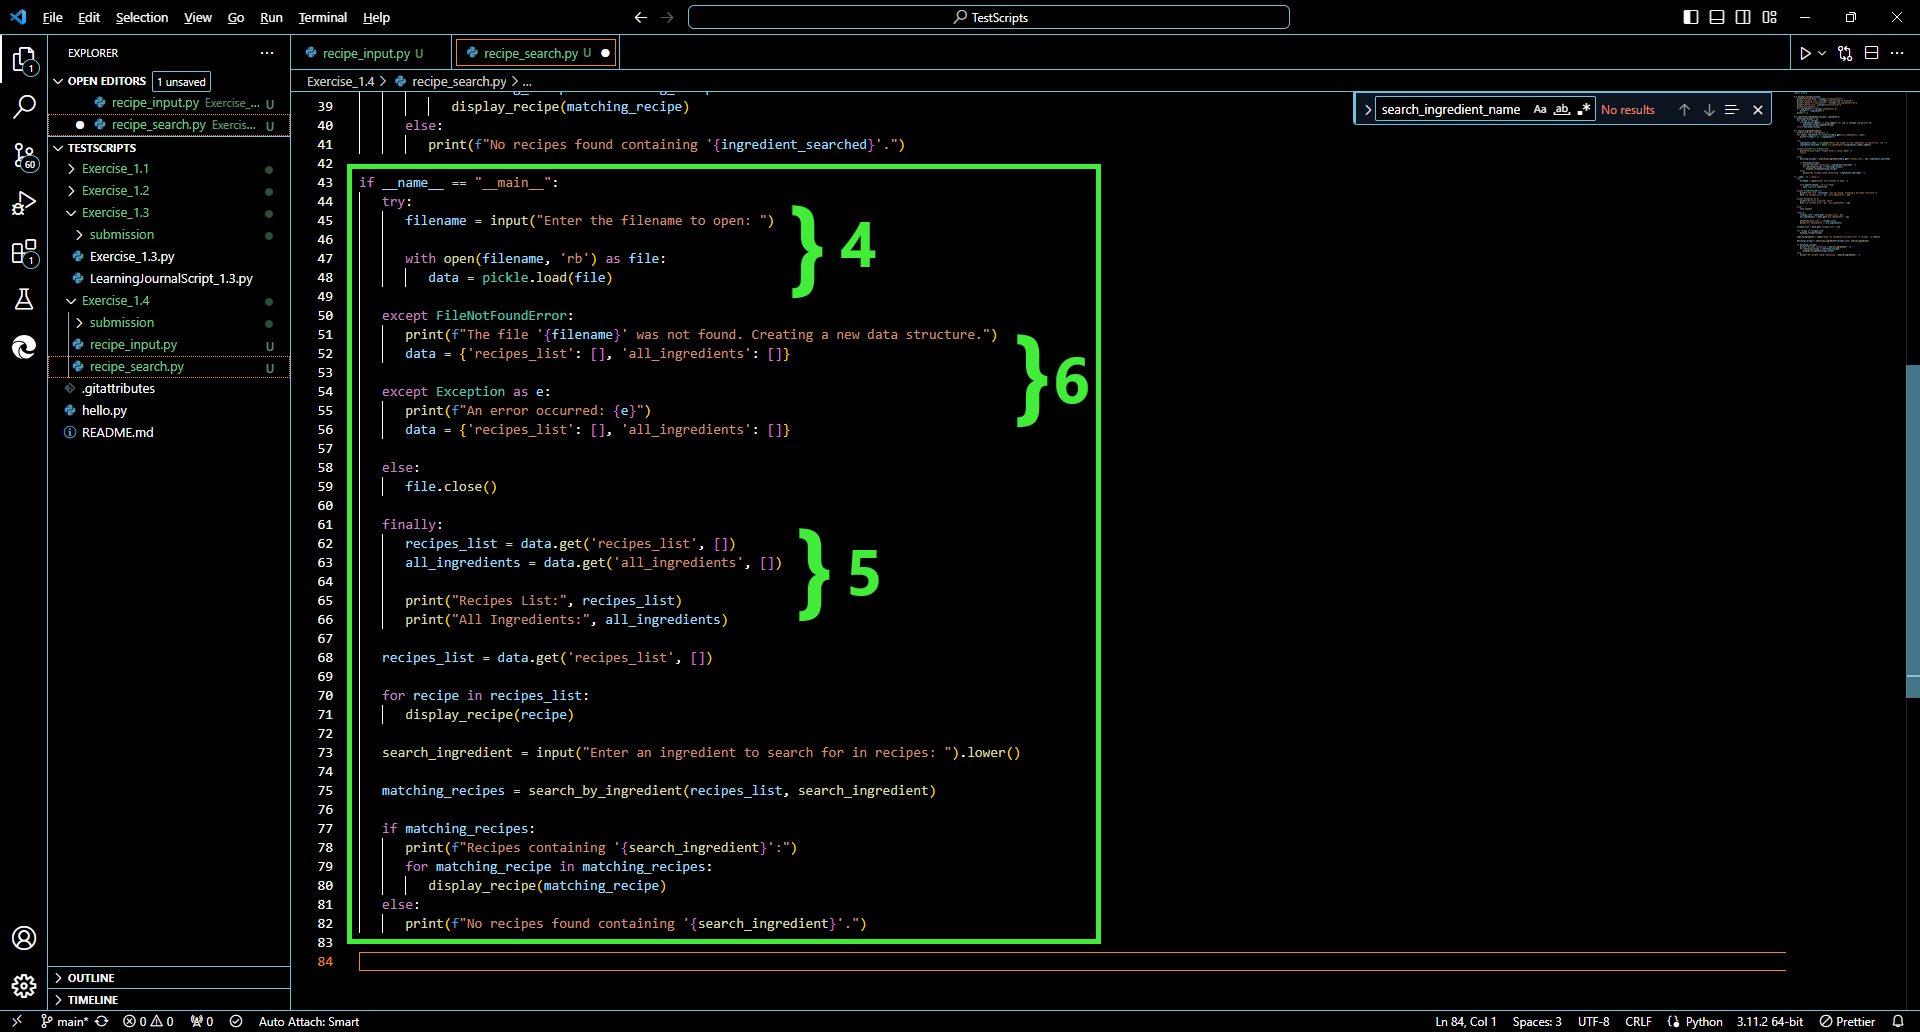 File Edit Selection View Go Run Terminal Help
TestScripts
EXPLORER
OPEN EDITORS 1 unsaved
recipe_input.py Exercise_... U
recipe_search.py Exercis... U
TESTSCRIPTS
Exercise_1.1
Exercise_1.2
Exercise_1.3
submission
Exercise_1.3.py
LearningJournalScript_1.3.py
Exercise_1.4
submission
recipe_input.py U
recipe_search.py U
.gitattributes
hello.py
README.md
OUTLINE
TIMELINE
1
60
1
recipe_input.py U
recipe_search.py U
Exercise_1.4 > recipe_search.py > ...
search_ingredient_name Aa ab .* No results
39 display_recipe(matching_recipe)
40 else:
41 print(f"No recipes found containing '{ingredient_searched}'.")
42
43 if __name__ == "__main__":
44 try:
45 filename = input("Enter the filename to open: ")
46
47 with open(filename, 'rb') as file:
48 data = pickle.load(file)
49
50 except FileNotFoundError:
51 print(f"The file '{filename}' was not found. Creating a new data structure.")
52 data = {'recipes_list': [], 'all_ingredients': []}
53
54 except Exception as e:
55 print(f"An error occurred: {e}")
56 data = {'recipes_list': [], 'all_ingredients': []}
57
58 else:
59 file.close()
60
61 finally:
62 recipes_list = data.get('recipes_list', [])
63 all_ingredients = data.get('all_ingredients', [])
64
65 print("Recipes List:", recipes_list)
66 print("All Ingredients:", all_ingredients)
67
68 recipes_list = data.get('recipes_list', [])
69
70 for recipe in recipes_list:
71 display_recipe(recipe)
72
73 search_ingredient = input("Enter an ingredient to search for in recipes: ").lower()
74
75 matching_recipes = search_by_ingredient(recipes_list, search_ingredient)
76
77 if matching_recipes:
78 print(f"Recipes containing '{search_ingredient}':")
79 for matching_recipe in matching_recipes:
80 display_recipe(matching_recipe)
81 else:
82 print(f"No recipes found containing '{search_ingredient}'.")
83
84
} 4
} 6
} 5
main* 0 0 0 Auto Attach: Smart
Ln 84, Col 1 Spaces: 3 UTF-8 CRLF Python 3.11.2 64-bit Prettier